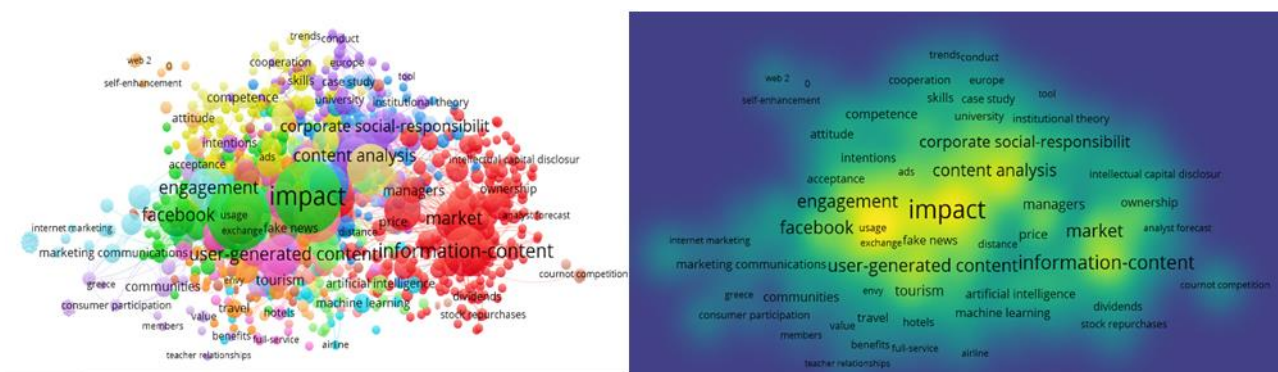 trends conduct
web 2
0
cooperation
europe
self-enhancement
skills
case study
tool
competence
university
institutional theory
attitude
corporate social-responsibilit
intentions
ads
content analysis
acceptance
intellectual capital disclosur
engagement
impact
managers
ownership
facebook
usage
price
market
analyst forecast
exchange
fake news
distance
internet marketing
marketing communications
user-generated content
information-content
envy
tourism
artificial intelligence
cournot competition
greece
communities
machine learning
dividends
consumer participation
travel
hotels
stock repurchases
members
value
benefits
full-service
airline
teacher relationships
trends conduct
web 2
0
cooperation
europe
self-enhancement
skills
case study
tool
competence
university
institutional theory
attitude
corporate social-responsibilit
intentions
ads
content analysis
acceptance
intellectual capital disclosur
engagement
impact
managers
ownership
facebook
usage
price
market
analyst forecast
exchange
fake news
distance
internet marketing
marketing communications
user-generated content
information-content
envy
tourism
artificial intelligence
cournot competition
greece
communities
machine learning
dividends
consumer participation
travel
hotels
stock repurchases
members
value
benefits
full-service
airline
teacher relationships